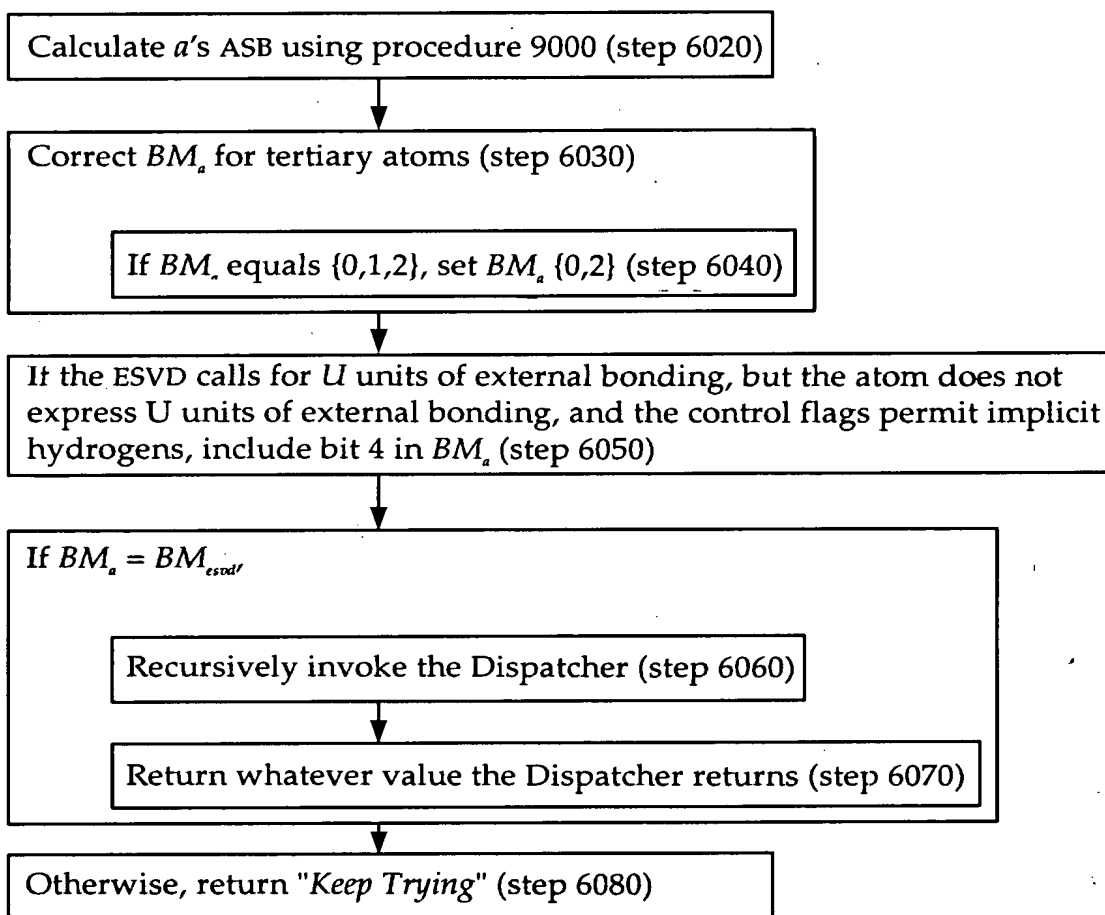 Calculate a's ASB using procedure 9000 (step 6020)
Correct BMₐ for tertiary atoms (step 6030)
If BMₐ equals {0,1,2}, set BMₐ {0,2} (step 6040)
If the ESVD calls for U units of external bonding, but the atom does not
express U units of external bonding, and the control flags permit implicit
hydrogens, include bit 4 in BMₐ (step 6050)
If BMₐ = BM_esvd,
Recursively invoke the Dispatcher (step 6060)
Return whatever value the Dispatcher returns (step 6070)
Otherwise, return "Keep Trying" (step 6080)